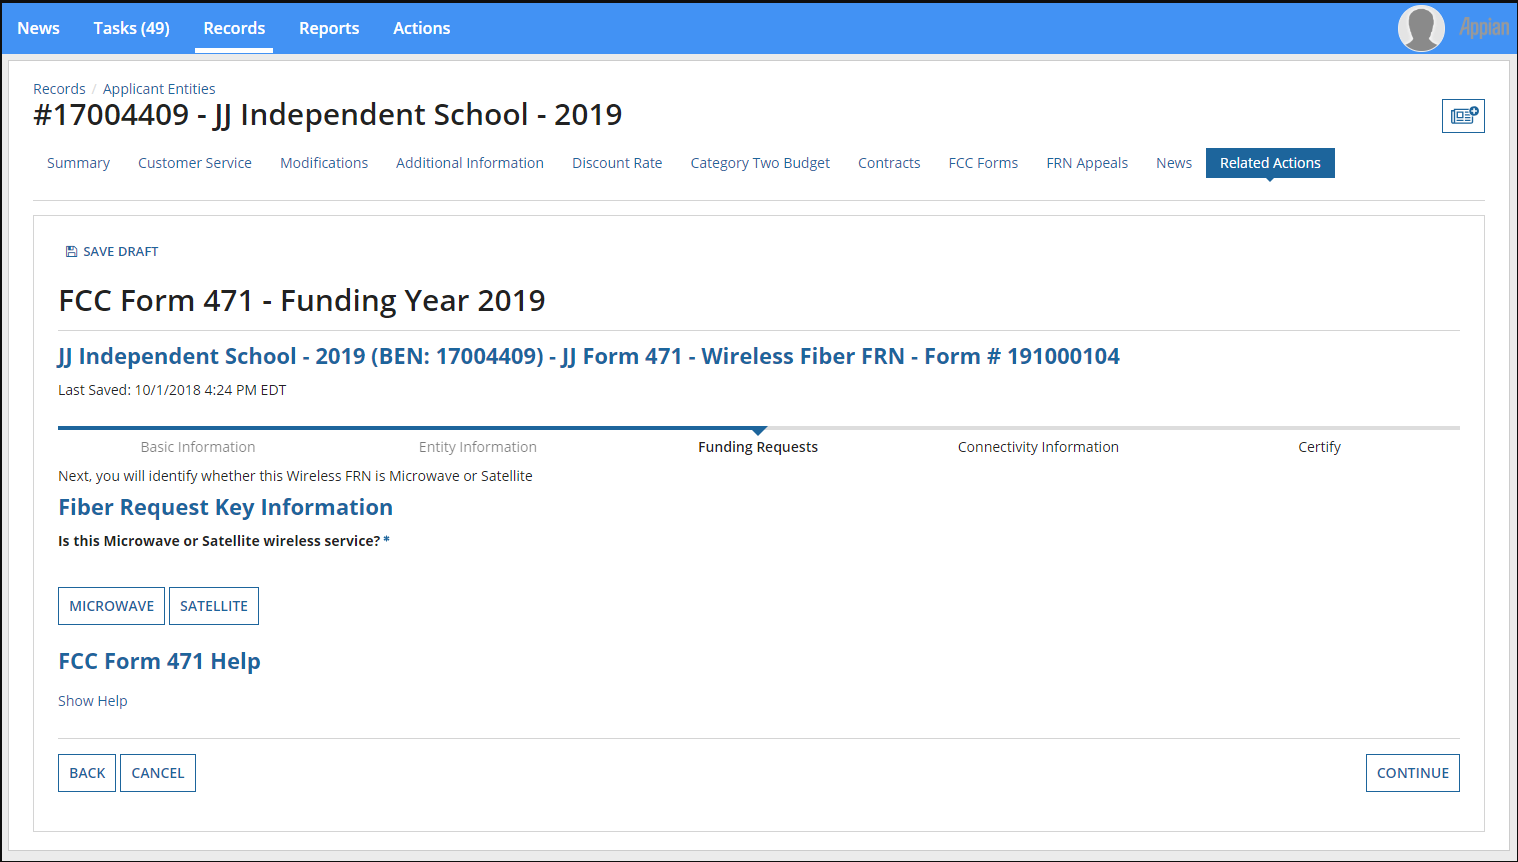 News Tasks (49) Records Reports Actions Appian
Records / Applicant Entities
#17004409 - JJ Independent School - 2019
Summary Customer Service Modifications Additional Information Discount Rate Category Two Budget Contracts FCC Forms FRN Appeals News Related Actions
SAVE DRAFT
FCC Form 471 - Funding Year 2019
JJ Independent School - 2019 (BEN: 17004409) - JJ Form 471 - Wireless Fiber FRN - Form # 191000104
Last Saved: 10/1/2018 4:24 PM EDT
Basic Information Entity Information Funding Requests Connectivity Information Certify
Next, you will identify whether this Wireless FRN is Microwave or Satellite
Fiber Request Key Information
Is this Microwave or Satellite wireless service? *
MICROWAVE SATELLITE
FCC Form 471 Help
Show Help
BACK CANCEL CONTINUE